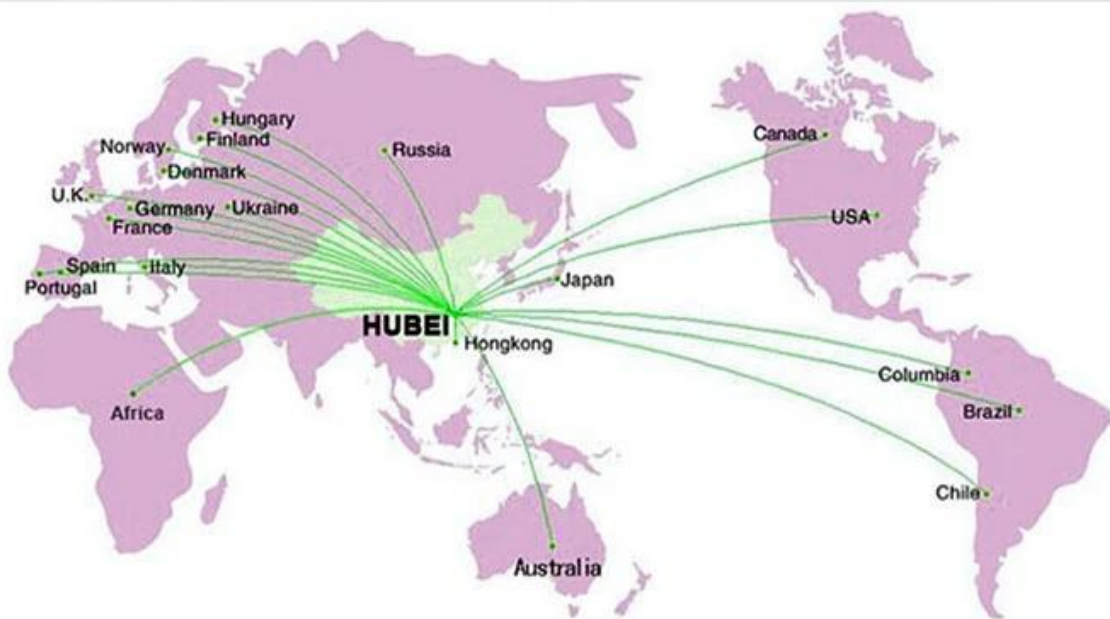 Hungary
Finland
Norway
Russia
Denmark
Canada
U.K.
Germany
Ukraine
USA
France
Spain
Italy
Japan
Portugal
HUBEI
Hongkong
Columbia
Africa
Brazil
Chile
Australia